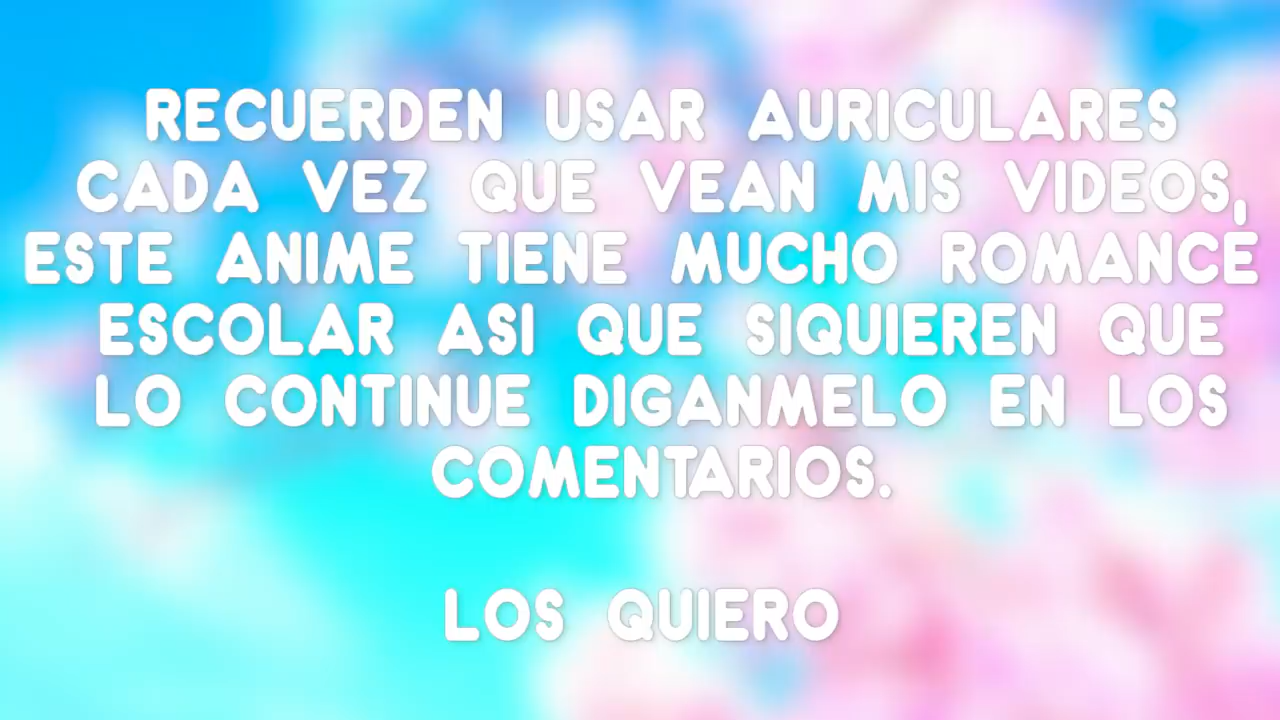 RECUERDEN USAR AURICULARES
CADA VEZ QUE VEAN MIS VIDEOS,
ESTE ANIME TIENE MUCHO ROMANCE
ESCOLAR ASI QUE SIQUIEREN QUE
LO CONTINUE DIGANMELO EN LOS
COMENTARIOS.
LOS QUIERO